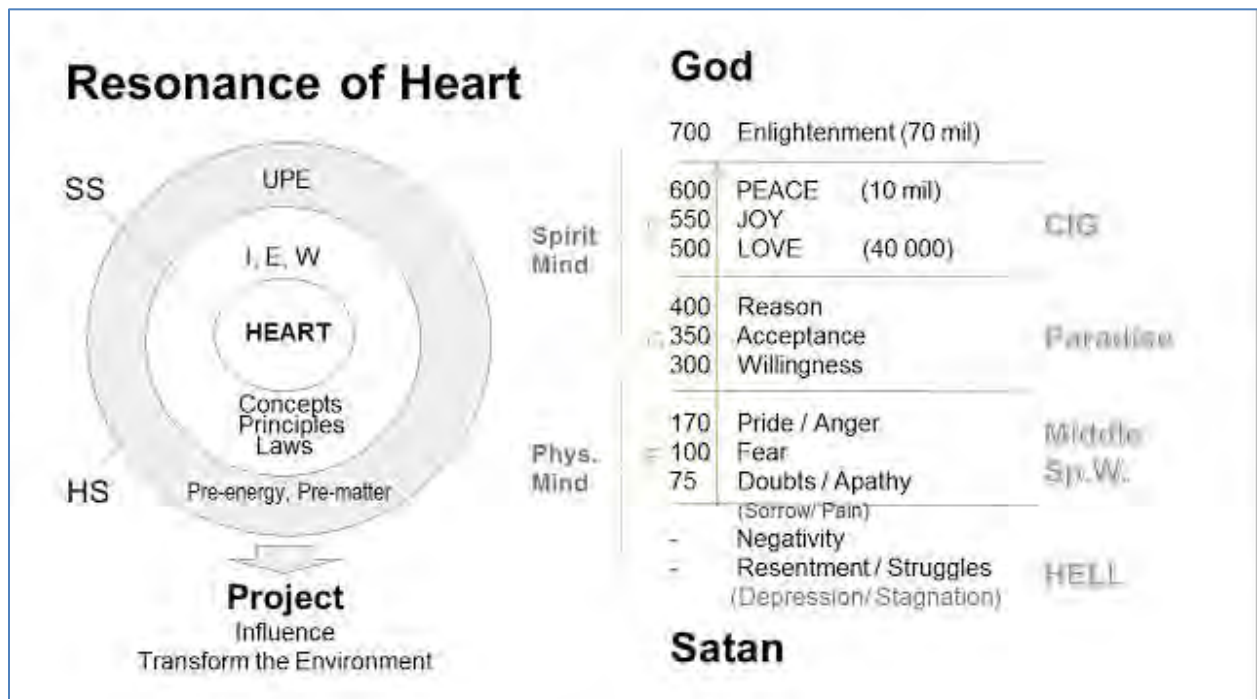 Resonance of Heart
SS
UPE
I, E, W
HEART
Concepts
Principles
Laws
HS
Pre-energy, Pre-matter
Project
Influence
Transform the Environment
Spirit
Mind
Phys.
Mind
God
700 Enlightenment (70 mil)
600 PEACE (10 mil)
550 JOY
500 LOVE (40 000)
CIG
400 Reason
350 Acceptance
300 Willingness
Paradise
170 Pride / Anger
100 Fear
75 Doubts / Apathy
(Sorrow/ Pain)
Middle
Sp.W.
- Negativity
- Resentment / Struggles
(Depression/ Stagnation)
HELL
Satan